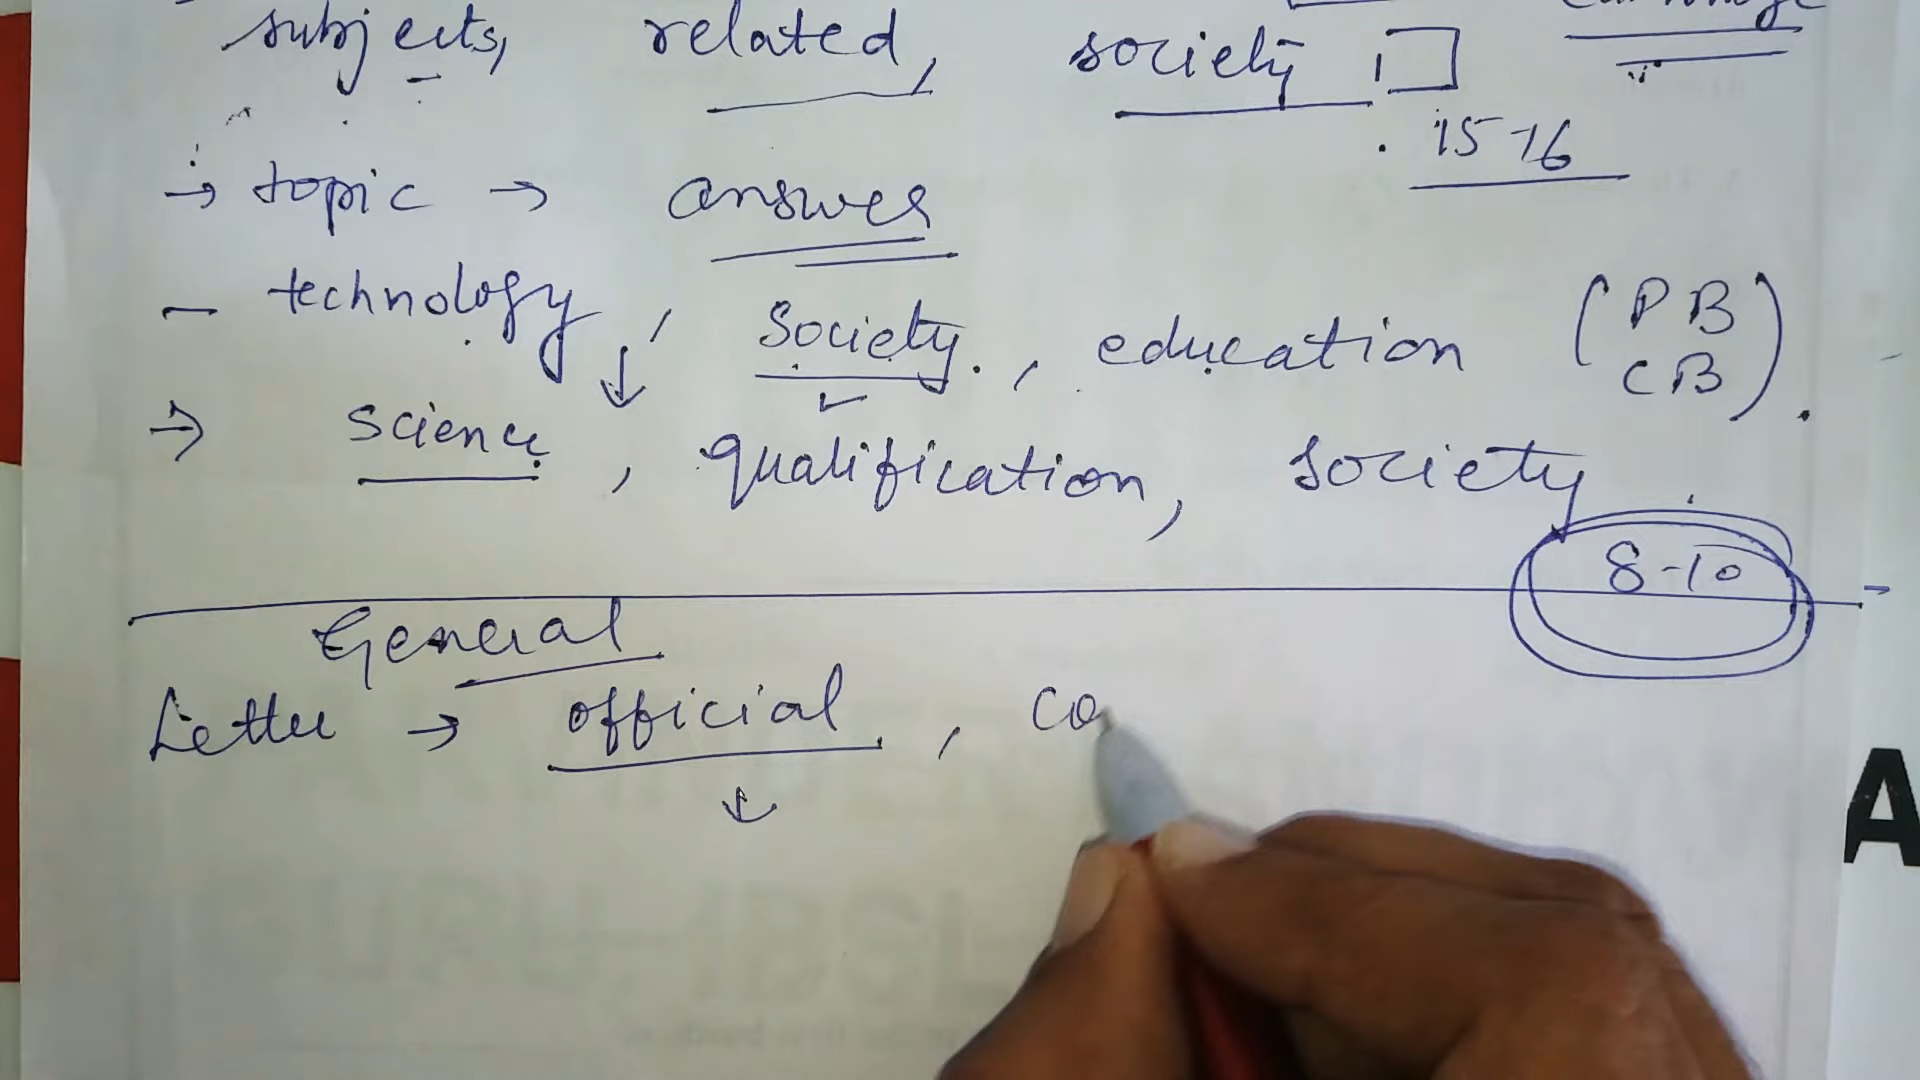 subjects, related, society
15-16
→ topic → answer
- technology, society., education (PB CB).
→ science, qualification, society
8-10
General
Letter → official, Co
A